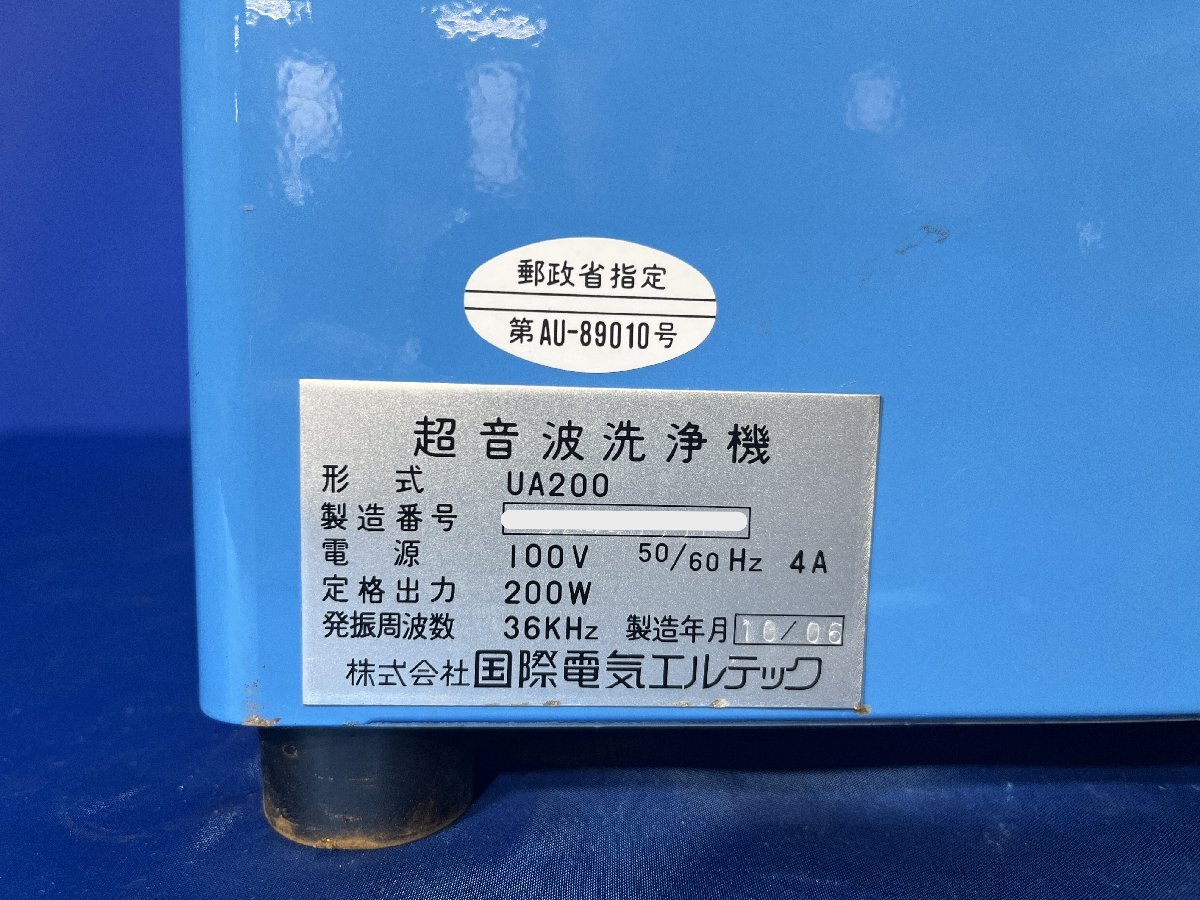 郵政省指定
第AU-89010号
超音波洗浄機
形式 UA200
製造番号
電源 100V 50/60Hz 4A
定格出力 200W
発振周波数 36KHz 製造年月 10/06
株式会社国際電気エルテック